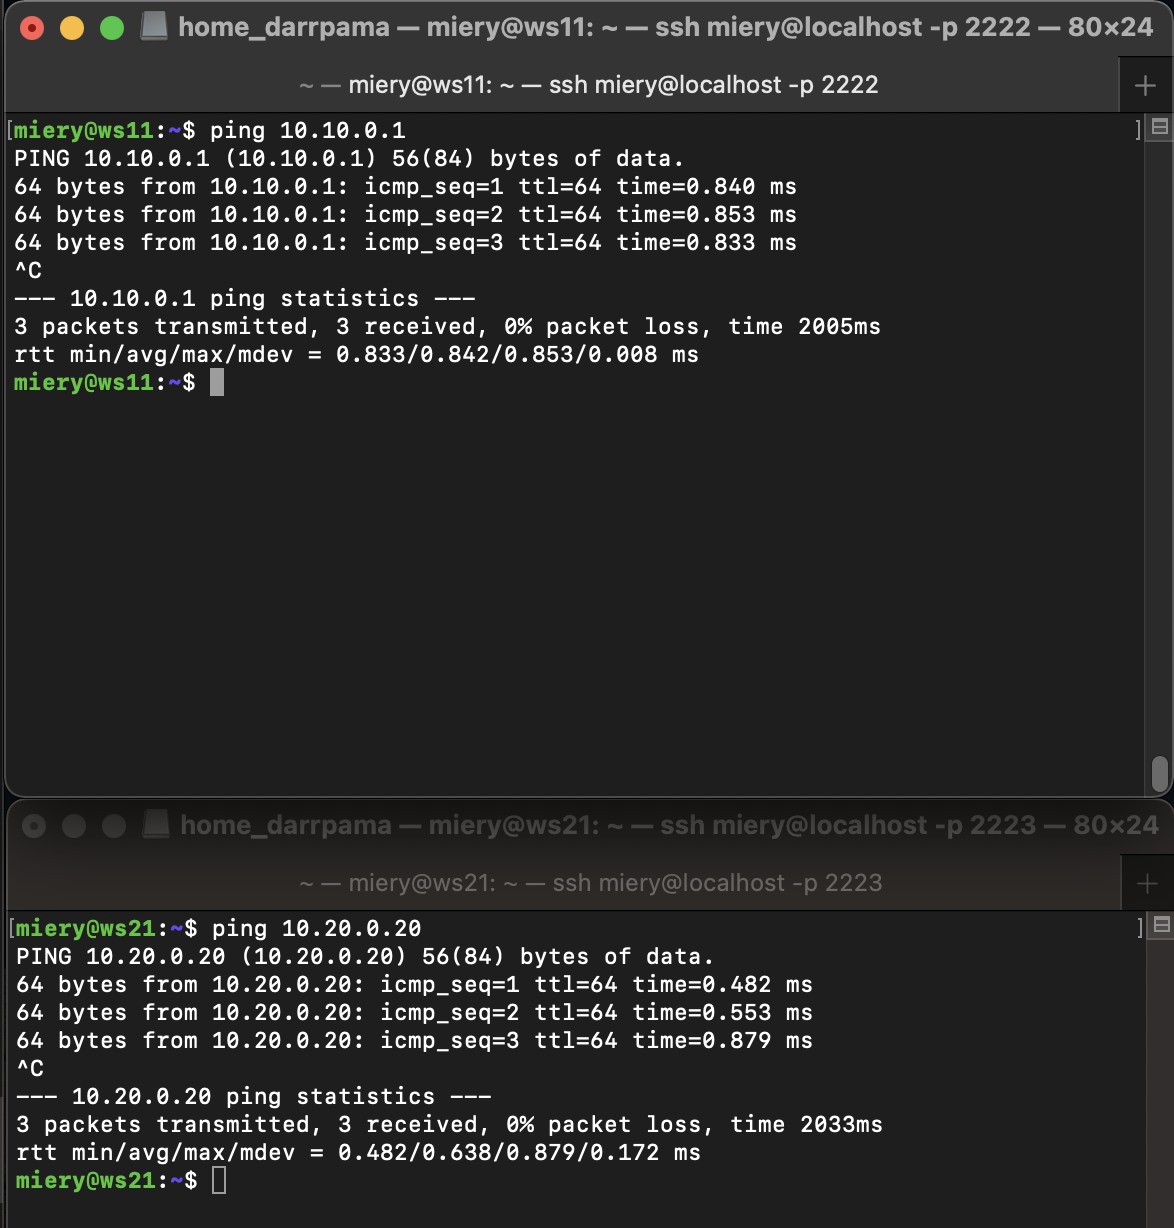 home_darrpama — miery@ws11: ~ — ssh miery@localhost -p 2222 — 80×24
~ — miery@ws11: ~ — ssh miery@localhost -p 2222
+
[miery@ws11:~$ ping 10.10.0.1 ]
PING 10.10.0.1 (10.10.0.1) 56(84) bytes of data.
64 bytes from 10.10.0.1: icmp_seq=1 ttl=64 time=0.840 ms
64 bytes from 10.10.0.1: icmp_seq=2 ttl=64 time=0.853 ms
64 bytes from 10.10.0.1: icmp_seq=3 ttl=64 time=0.833 ms
^C
--- 10.10.0.1 ping statistics ---
3 packets transmitted, 3 received, 0% packet loss, time 2005ms
rtt min/avg/max/mdev = 0.833/0.842/0.853/0.008 ms
miery@ws11:~$
home_darrpama — miery@ws21: ~ — ssh miery@localhost -p 2223 — 80×24
~ — miery@ws21: ~ — ssh miery@localhost -p 2223
+
[miery@ws21:~$ ping 10.20.0.20 ]
PING 10.20.0.20 (10.20.0.20) 56(84) bytes of data.
64 bytes from 10.20.0.20: icmp_seq=1 ttl=64 time=0.482 ms
64 bytes from 10.20.0.20: icmp_seq=2 ttl=64 time=0.553 ms
64 bytes from 10.20.0.20: icmp_seq=3 ttl=64 time=0.879 ms
^C
--- 10.20.0.20 ping statistics ---
3 packets transmitted, 3 received, 0% packet loss, time 2033ms
rtt min/avg/max/mdev = 0.482/0.638/0.879/0.172 ms
miery@ws21:~$